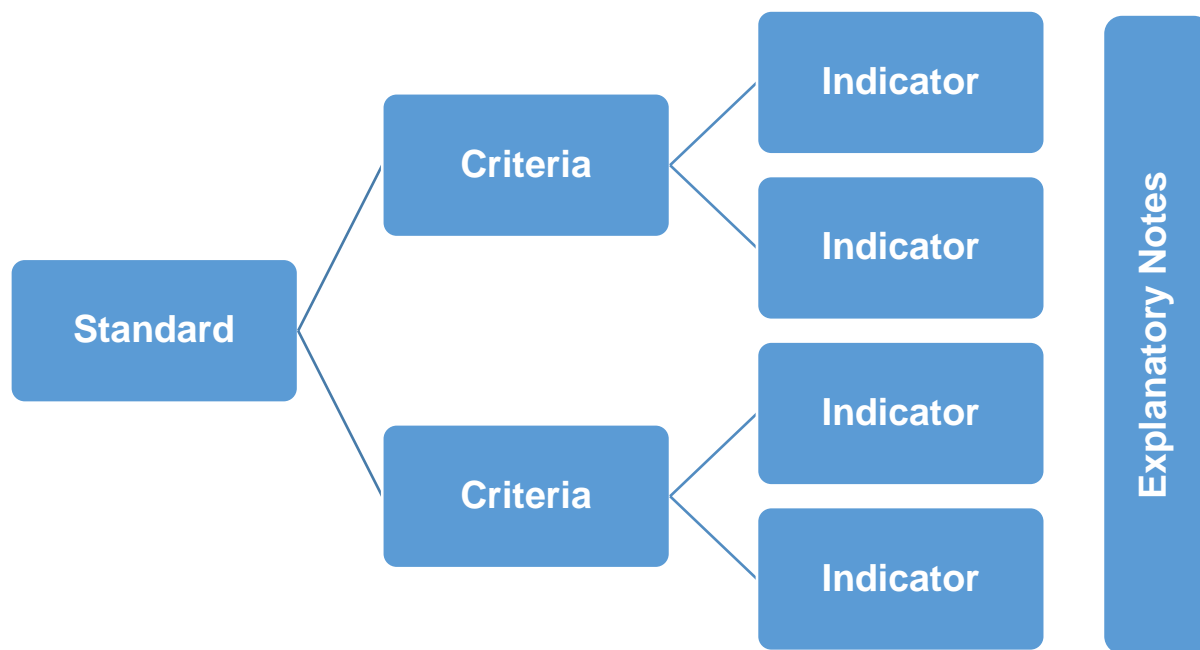 Standard
Criteria
Indicator
Indicator
Criteria
Indicator
Indicator
Explanatory Notes